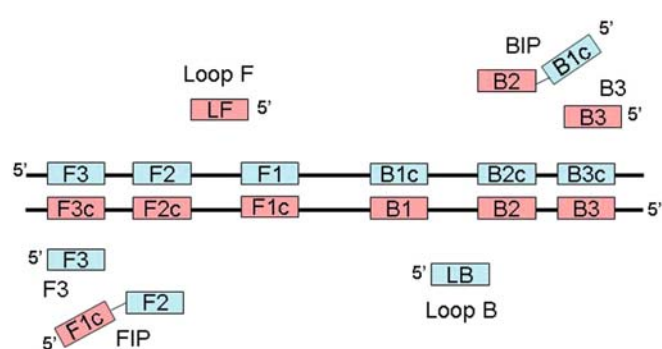 5'
BIP
B1c
B2
Loop F
LF 5'
B3
B3 5'
5' F3 F2 F1 B1c B2c B3c
F3c F2c F1c B1 B2 B3 5'
5' F3
F3
5' LB
Loop B
F1c F2
5' FIP